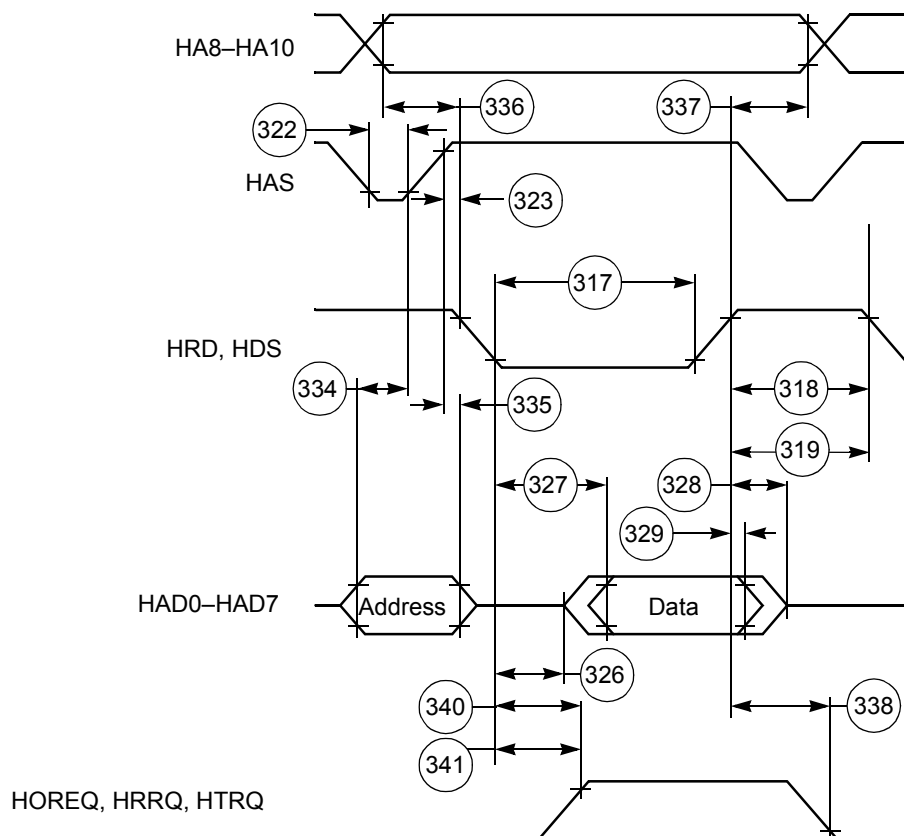 HA8–HA10
336
337
322
HAS
323
317
HRD, HDS
334
335
318
319
327
328
329
HAD0–HAD7
Address
Data
326
340
338
341
HOREQ, HRRQ, HTRQ